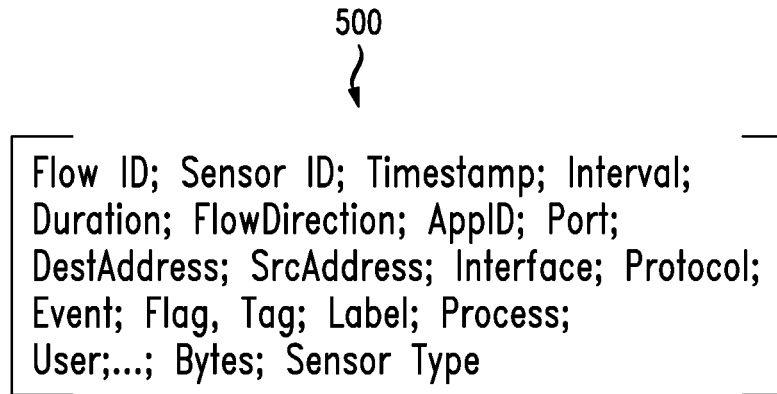 500
Flow ID; Sensor ID; Timestamp; Interval;
Duration; FlowDirection; AppID; Port;
DestAddress; SrcAddress; Interface; Protocol;
Event; Flag, Tag; Label; Process;
User;...; Bytes; Sensor Type